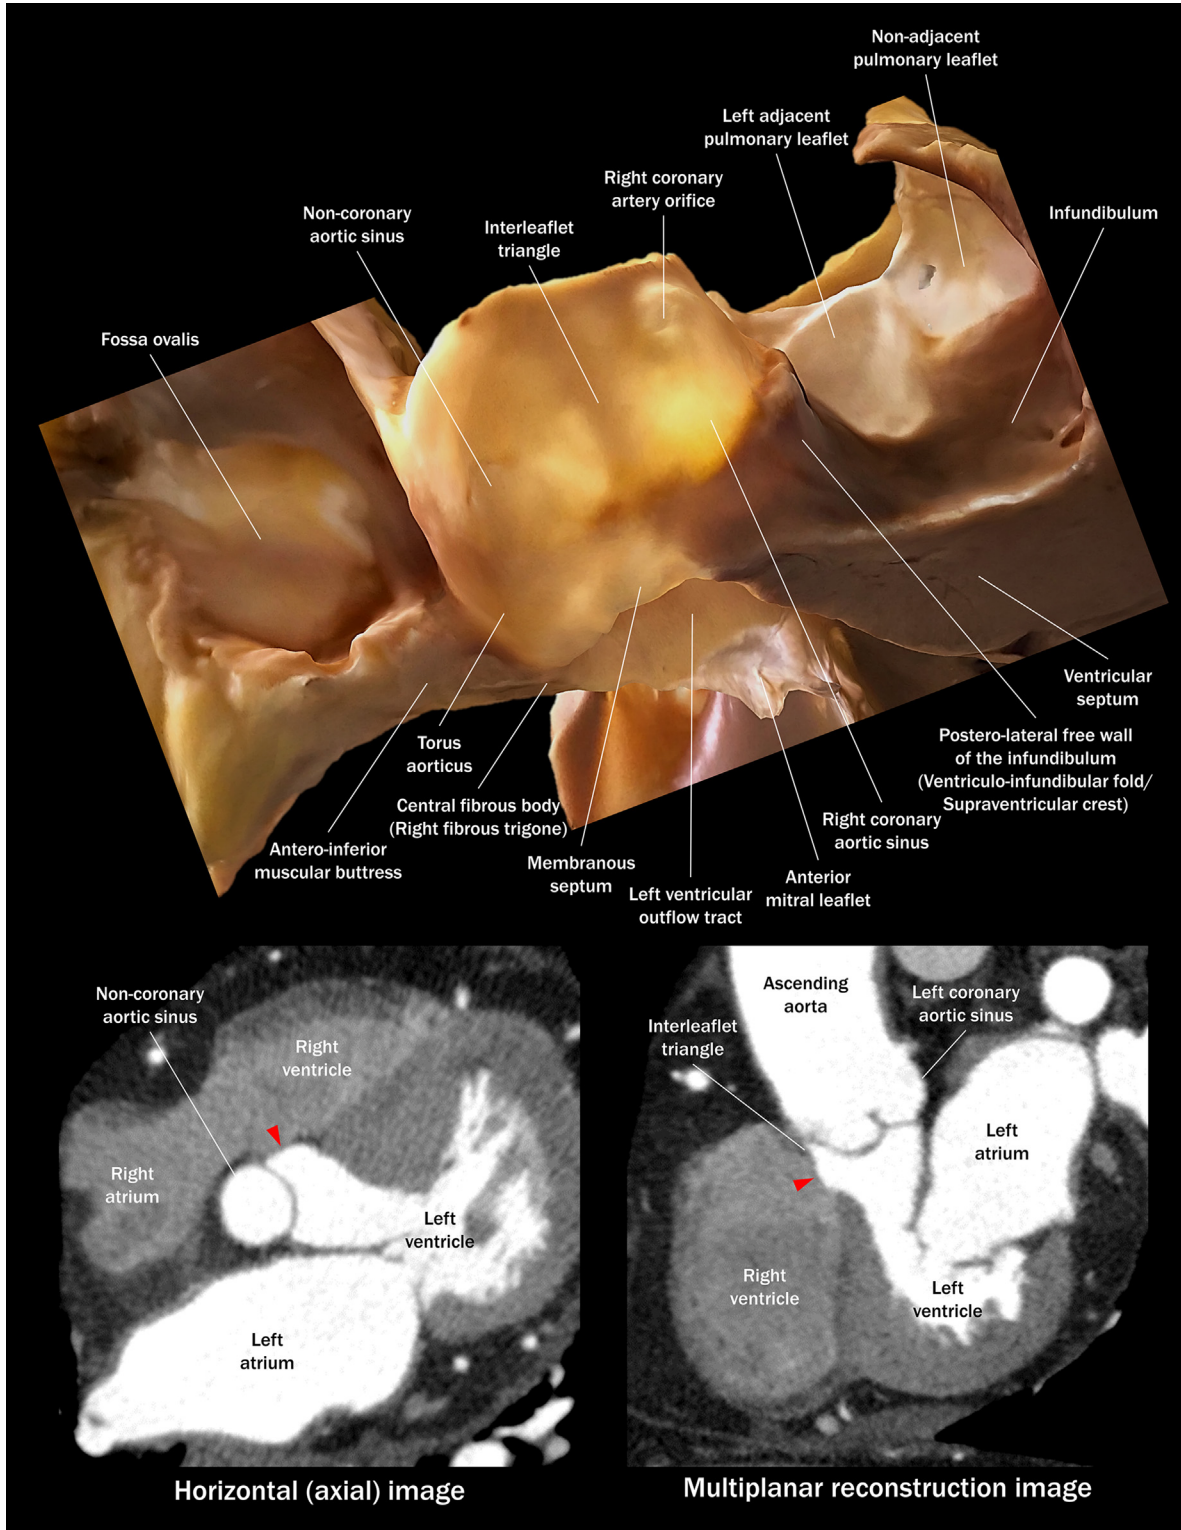 Non-adjacent
pulmonary leaflet
Left adjacent
pulmonary leaflet
Right coronary
artery orifice
Non-coronary
aortic sinus
Interleaflet
triangle
Infundibulum
Fossa ovalis
Ventricular
septum
Torus
aorticus
Postero-lateral free wall
of the infundibulum
(Ventriculo-infundibular fold/
Supraventricular crest)
Central fibrous body
(Right fibrous trigone)
Right coronary
aortic sinus
Antero-inferior
muscular buttress
Membranous
septum
Anterior
mitral leaflet
Left ventricular
outflow tract
Non-coronary
aortic sinus
Right
ventricle
Right
atrium
Left
ventricle
Left
atrium
Horizontal (axial) image
Ascending
aorta
Left coronary
aortic sinus
Interleaflet
triangle
Left
atrium
Right
ventricle
Left
ventricle
Multiplanar reconstruction image